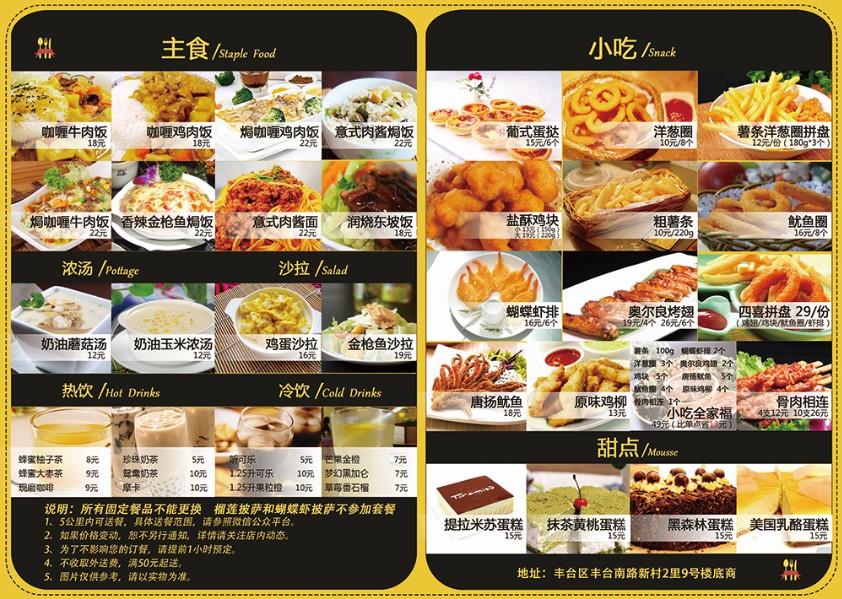 主食/Staple Food
咖喱牛肉饭
18元
咖喱鸡肉饭
18元
焗咖喱鸡肉饭
22元
意式肉酱焗饭
22元
焗咖喱牛肉饭
22元
香辣金枪鱼焗饭
22元
意式肉酱面
22元
润烧东坡饭
18元
浓汤/Pottage
沙拉/Salad
奶油蘑菇汤
12元
奶油玉米浓汤
12元
鸡蛋沙拉
16元
金枪鱼沙拉
19元
热饮/Hot Drinks
冷饮/Cold Drinks
蜂蜜柚子茶 8元
蜂蜜大枣茶 9元
现磨咖啡 9元
珍珠奶茶 5元
鸳鸯奶茶 10元
摩卡 10元
听可乐 5元
1.25升可乐 10元
1.25升果粒橙 10元
芒果金橙 7元
梦幻黑加仑 7元
草莓番石榴 7元
说明：所有固定餐品不能更换 榴莲披萨和蝴蝶虾披萨不参加套餐
1、5公里内可送餐，具体送餐范围，请参照微信公众平台。
2、如果价格变动，恕不另行通知，详情请关注店内动态。
3、为了不影响您的订餐，请提前1小时预定。
4、不收取外送费，满50元起送。
5、图片仅供参考，请以实物为准。
小吃/Snack
葡式蛋挞
15元/6个
洋葱圈
10元/8个
薯条洋葱圈拼盘
12元/份（180g*3个）
盐酥鸡块
小 13元（150g）
大 19元（220g）
粗薯条
10元/220g
鱿鱼圈
16元/8个
蝴蝶虾排
16元/6个
奥尔良烤翅
19元/4个 26元/6个
四喜拼盘 29/份
（鸡翅/鸡块/鱿鱼圈/虾排）
唐扬鱿鱼
18元
原味鸡柳
13元
薯条 100g 蝴蝶虾排 2个
洋葱圈 3个 奥尔良鸡翅 2个
鸡块 5个 唐扬鱿鱼 5个
鱿鱼圈 4个 原味鸡柳 4个
骨肉相连 1个
小吃全家福
49元（比单点省 元）
骨肉相连
4支12元 10支26元
甜点/Mousse
Tiramisu
提拉米苏蛋糕
15元
抹茶黄桃蛋糕
15元
黑森林蛋糕
15元
美国乳酪蛋糕
15元
地址：丰台区丰台南路新村2里9号楼底商